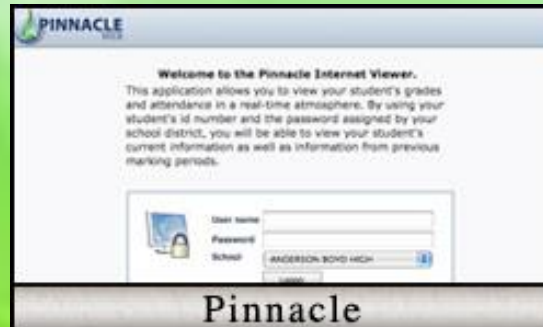 PINNACLE
Welcome to the Pinnacle Internet Viewer.
This application allows you to view your student's grades
and attendance in a real-time atmosphere. By using your
student's id number and the password assigned by your
school district, you will be able to view your student's
current information as well as information from previous
marking periods.
User name
Password
School ANDERSON BOYD HIGH
Pinnacle